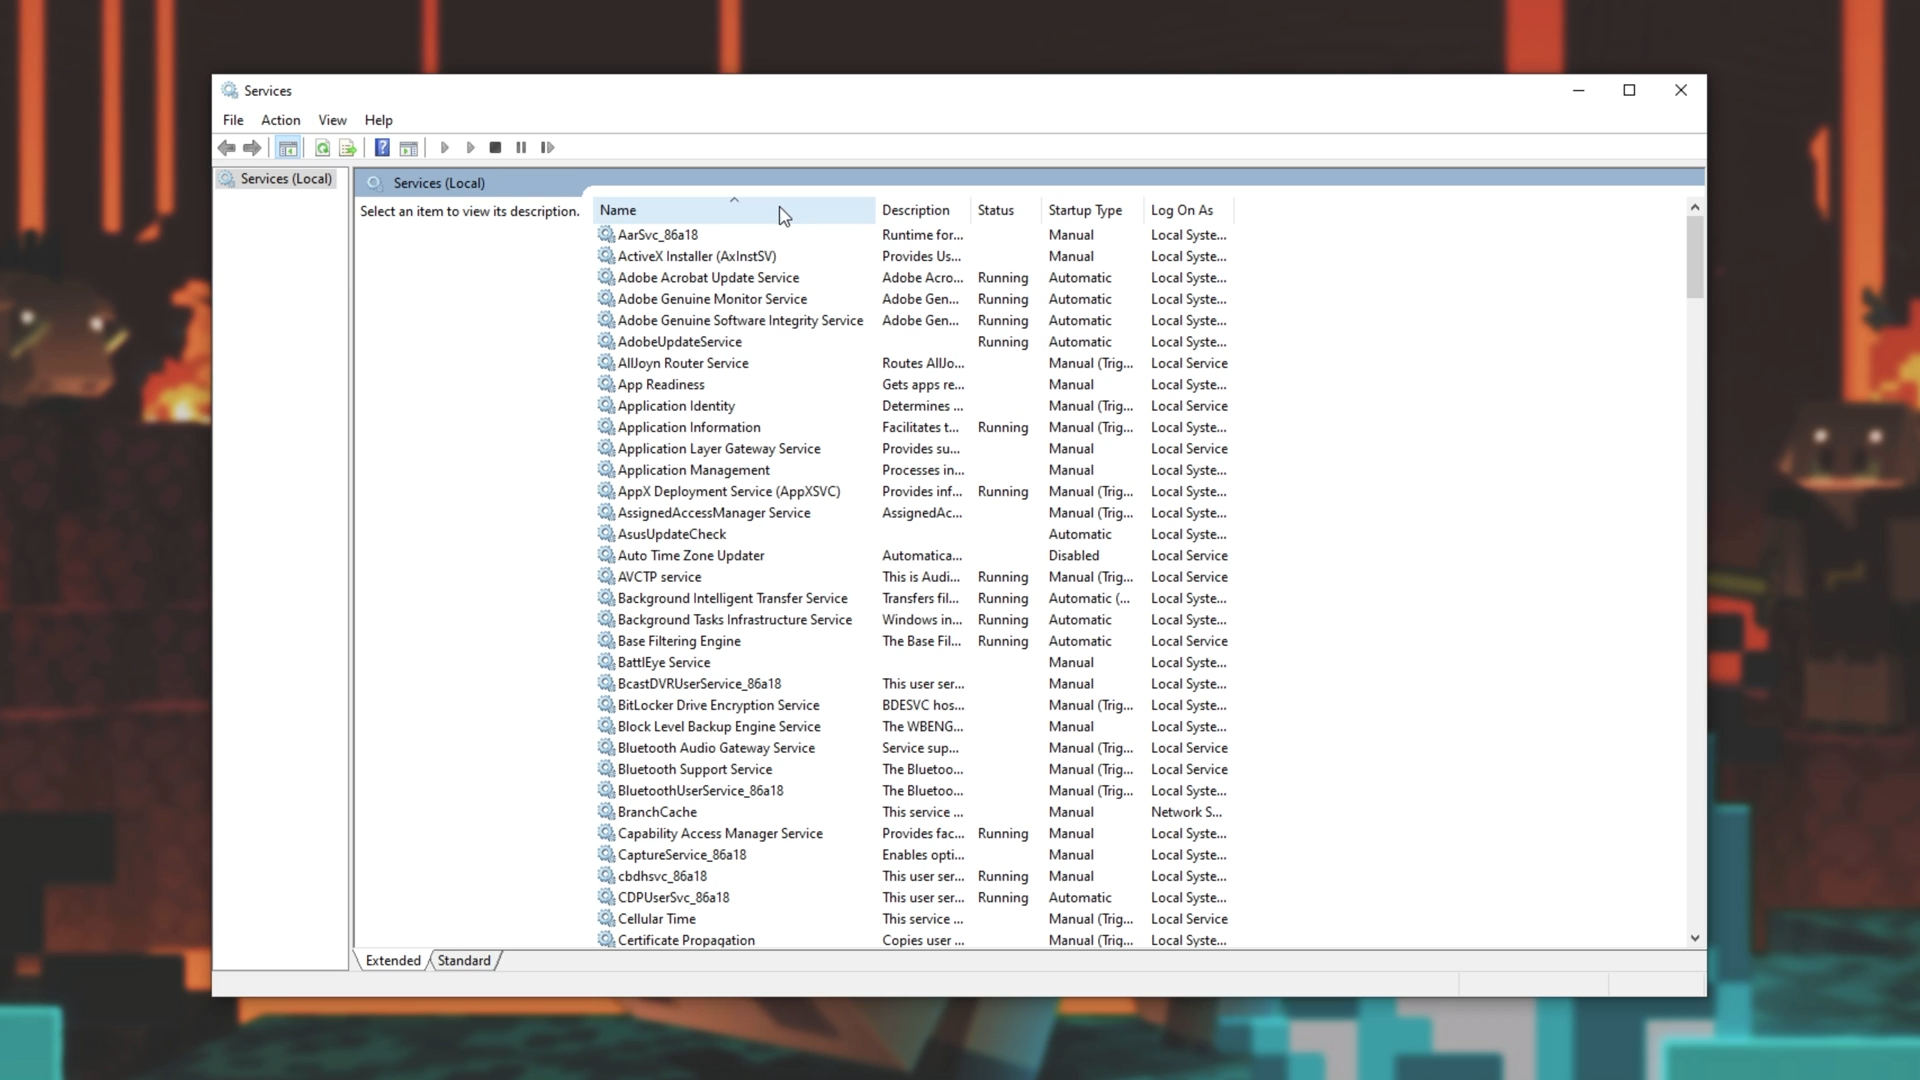 Services
File Action View Help
Services (Local)
Services (Local)
Select an item to view its description.
Name Description Status Startup Type Log On As
AarSvc_86a18 Runtime for... Manual Local Syste...
ActiveX Installer (AxInstSV) Provides Us... Manual Local Syste...
Adobe Acrobat Update Service Adobe Acro... Running Automatic Local Syste...
Adobe Genuine Monitor Service Adobe Gen... Running Automatic Local Syste...
Adobe Genuine Software Integrity Service Adobe Gen... Running Automatic Local Syste...
AdobeUpdateService Running Automatic Local Syste...
AllJoyn Router Service Routes AllJo... Manual (Trig... Local Service
App Readiness Gets apps re... Manual Local Syste...
Application Identity Determines ... Manual (Trig... Local Service
Application Information Facilitates t... Running Manual (Trig... Local Syste...
Application Layer Gateway Service Provides su... Manual Local Service
Application Management Processes in... Manual Local Syste...
AppX Deployment Service (AppXSVC) Provides inf... Running Manual (Trig... Local Syste...
AssignedAccessManager Service AssignedAc... Manual (Trig... Local Syste...
AsusUpdateCheck Automatic Local Syste...
Auto Time Zone Updater Automatica... Disabled Local Service
AVCTP service This is Audi... Running Manual (Trig... Local Service
Background Intelligent Transfer Service Transfers fil... Running Automatic (... Local Syste...
Background Tasks Infrastructure Service Windows in... Running Automatic Local Syste...
Base Filtering Engine The Base Fil... Running Automatic Local Service
BattlEye Service Manual Local Syste...
BcastDVRUserService_86a18 This user ser... Manual Local Syste...
BitLocker Drive Encryption Service BDESVC hos... Manual (Trig... Local Syste...
Block Level Backup Engine Service The WBENG... Manual Local Syste...
Bluetooth Audio Gateway Service Service sup... Manual (Trig... Local Service
Bluetooth Support Service The Bluetoo... Manual (Trig... Local Service
BluetoothUserService_86a18 The Bluetoo... Manual (Trig... Local Syste...
BranchCache This service ... Manual Network S...
Capability Access Manager Service Provides fac... Running Manual Local Syste...
CaptureService_86a18 Enables opti... Manual Local Syste...
cbdhsvc_86a18 This user ser... Running Manual Local Syste...
CDPUserSvc_86a18 This user ser... Running Automatic Local Syste...
Cellular Time This service ... Manual (Trig... Local Service
Certificate Propagation Copies user ... Manual (Trig... Local Syste...
Extended Standard